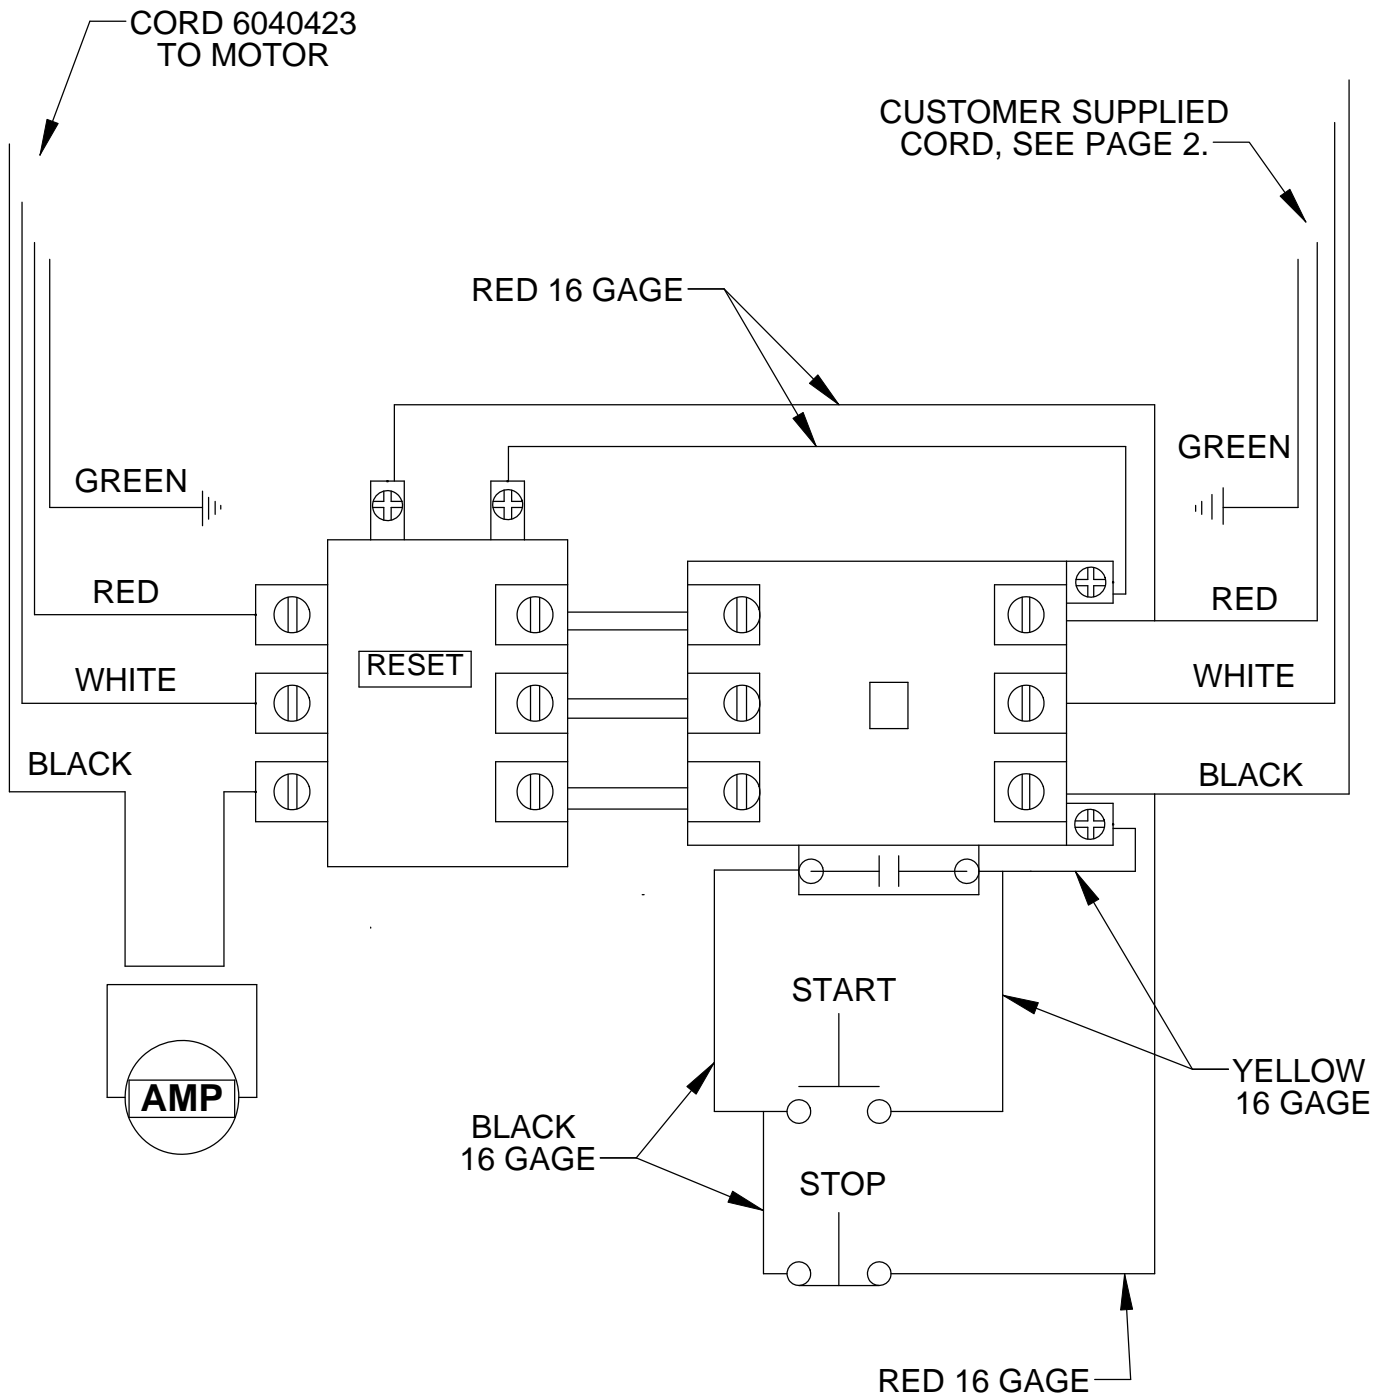 CORD 6040423
TO MOTOR
CUSTOMER SUPPLIED
CORD, SEE PAGE 2.
RED 16 GAGE
GREEN
GREEN
RED
RED
RESET
WHITE
WHITE
BLACK
BLACK
START
YELLOW
16 GAGE
AMP
BLACK
16 GAGE
STOP
RED 16 GAGE